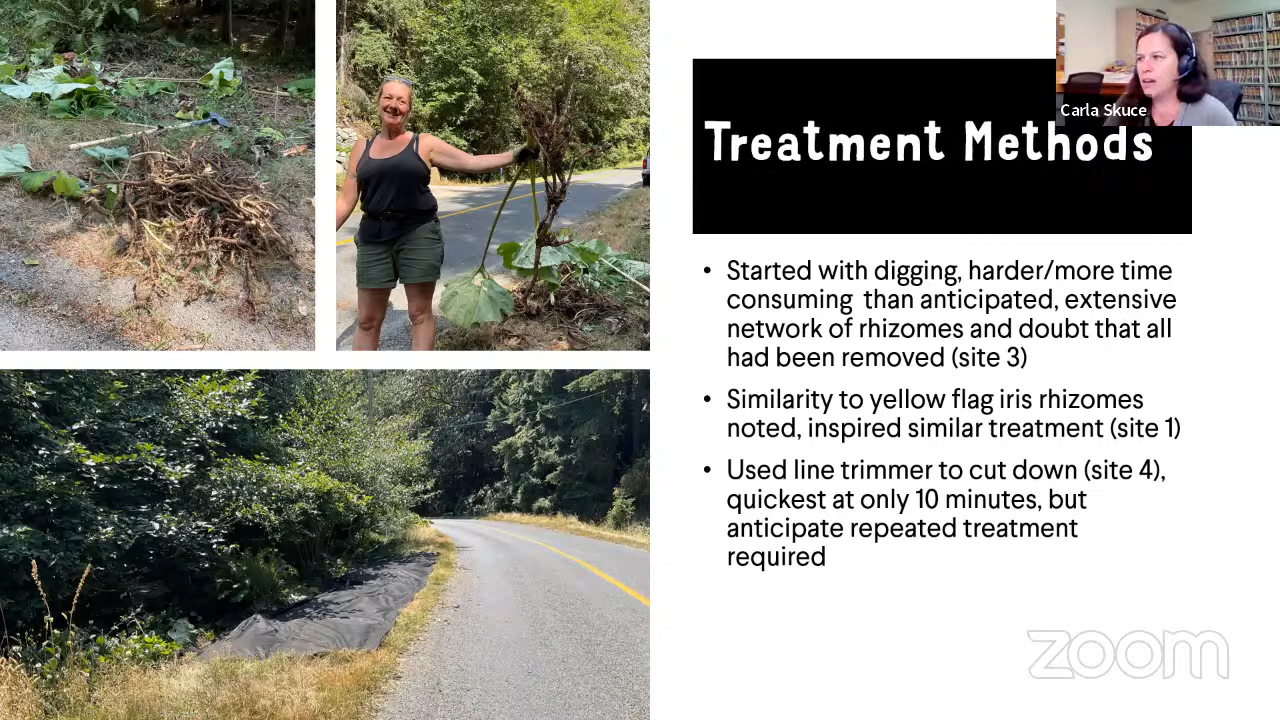 Carla Skuce
Treatment Methods
• Started with digging, harder/more time
consuming than anticipated, extensive
network of rhizomes and doubt that all
had been removed (site 3)
• Similarity to yellow flag iris rhizomes
noted, inspired similar treatment (site 1)
• Used line trimmer to cut down (site 4),
quickest at only 10 minutes, but
anticipate repeated treatment
required
zoom